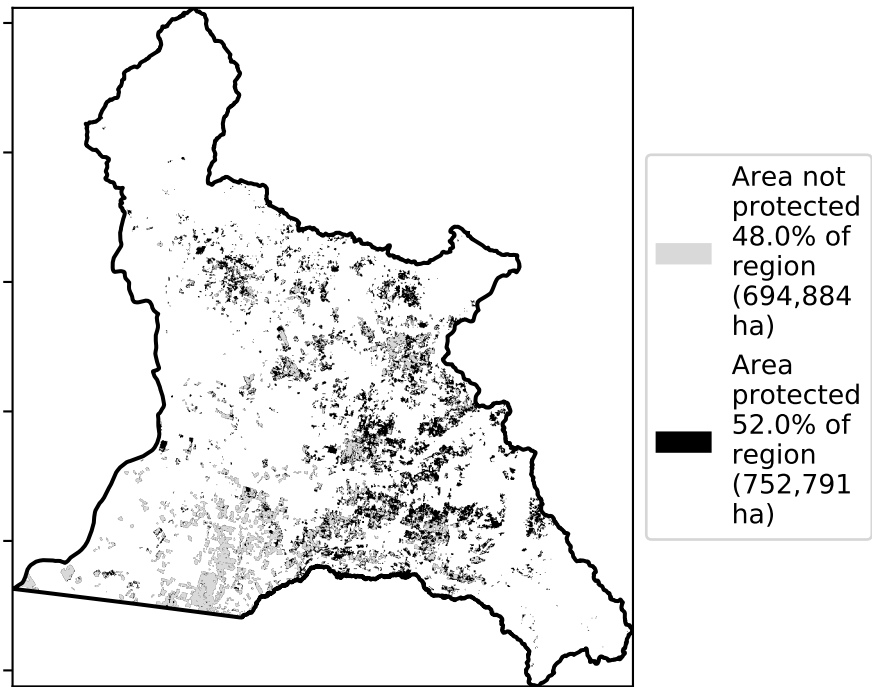 Area not
protected
48.0% of
region
(694,884
ha)
Area
protected
52.0% of
region
(752,791
ha)